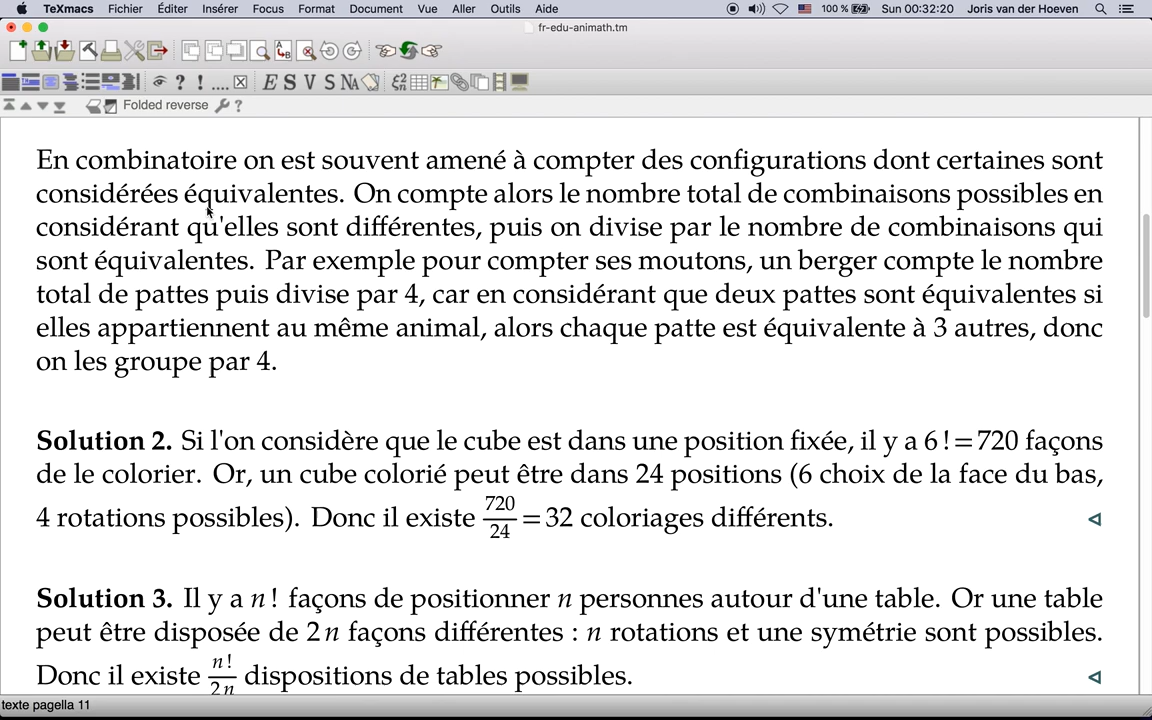 TeXmacs Fichier Éditer Insérer Focus Format Document Vue Aller Outils Aide 100 % Sun 00:32:20 Joris van der Hoeven
fr-edu-animath.tm
Folded reverse
En combinatoire on est souvent amené à compter des configurations dont certaines sont
considérées équivalentes. On compte alors le nombre total de combinaisons possibles en
considérant qu'elles sont différentes, puis on divise par le nombre de combinaisons qui
sont équivalentes. Par exemple pour compter ses moutons, un berger compte le nombre
total de pattes puis divise par 4, car en considérant que deux pattes sont équivalentes si
elles appartiennent au même animal, alors chaque patte est équivalente à 3 autres, donc
on les groupe par 4.
Solution 2. Si l'on considère que le cube est dans une position fixée, il y a 6 ! = 720 façons
de le colorier. Or, un cube colorié peut être dans 24 positions (6 choix de la face du bas,
4 rotations possibles). Donc il existe 720/24 = 32 coloriages différents.
Solution 3. Il y a n ! façons de positionner n personnes autour d'une table. Or une table
peut être disposée de 2 n façons différentes : n rotations et une symétrie sont possibles.
Donc il existe n !/2 n dispositions de tables possibles.
texte pagella 11